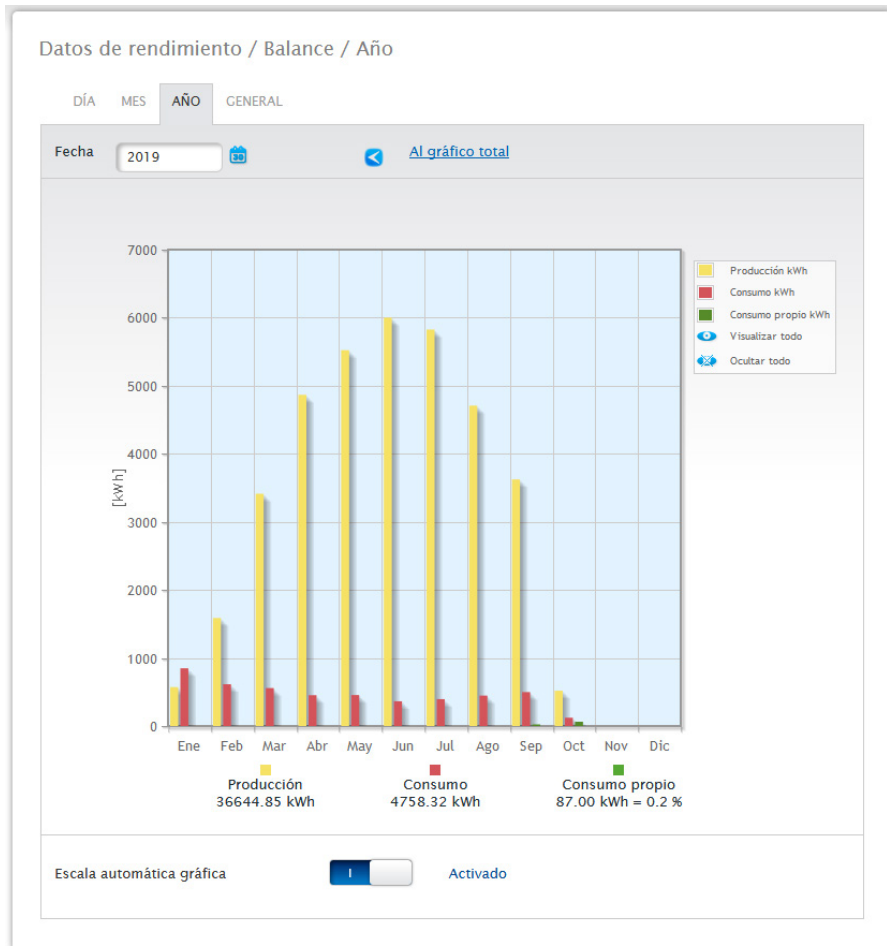 Datos de rendimiento / Balance / Año
DÍA MES AÑO GENERAL
Fecha 2019 30 Al gráfico total
7000
6000
5000
4000
3000
2000
1000
0
[kWh]
Ene Feb Mar Abr May Jun Jul Ago Sep Oct Nov Dic
Producción kWh
Consumo kWh
Consumo propio kWh
Visualizar todo
Ocultar todo
Producción Consumo Consumo propio
36644.85 kWh 4758.32 kWh 87.00 kWh = 0.2 %
Escala automática gráfica I Activado